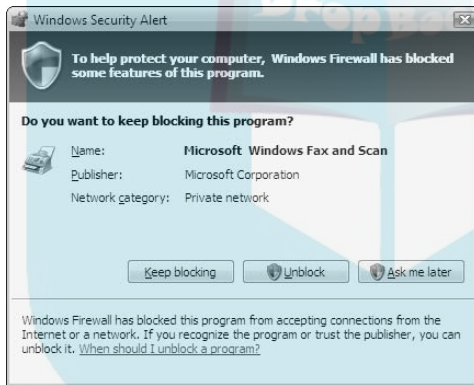 Drop Box
Windows Security Alert
To help protect your computer, Windows Firewall has blocked
some features of this program.
Do you want to keep blocking this program?
Name: Microsoft Windows Fax and Scan
Publisher: Microsoft Corporation
Network category: Private network
Keep blocking
Unblock
Ask me later
Windows Firewall has blocked this program from accepting connections from the
Internet or a network. If you recognize the program or trust the publisher, you can
unblock it. When should I unblock a program?